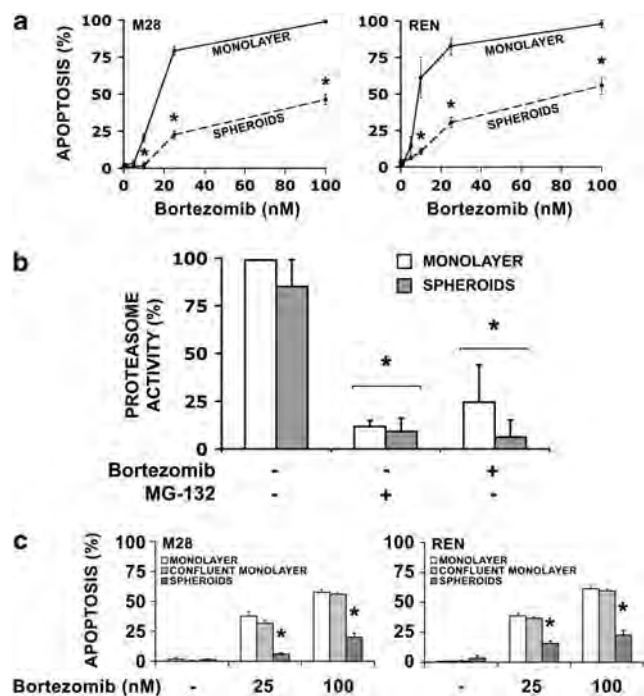 a
M28
REN
APOPTOSIS (%)
100
75
50
25
0
MONOLAYER
SPHEROIDS
*
*
*
0 20 40 60 80 100
Bortezomib (nM)
100
75
50
25
0
MONOLAYER
SPHEROIDS
*
*
*
0 20 40 60 80 100
Bortezomib (nM)
b
PROTEASOME
ACTIVITY (%)
100
75
50
25
0
MONOLAYER
SPHEROIDS
*
*
Bortezomib - - +
MG-132 - + -
c
M28
APOPTOSIS (%)
100
75
50
25
0
MONOLAYER
CONFLUENT MONOLAYER
SPHEROIDS
*
*
REN
100
75
50
25
0
MONOLAYER
CONFLUENT MONOLAYER
SPHEROIDS
*
*
Bortezomib (nM) - 25 100 - 25 100